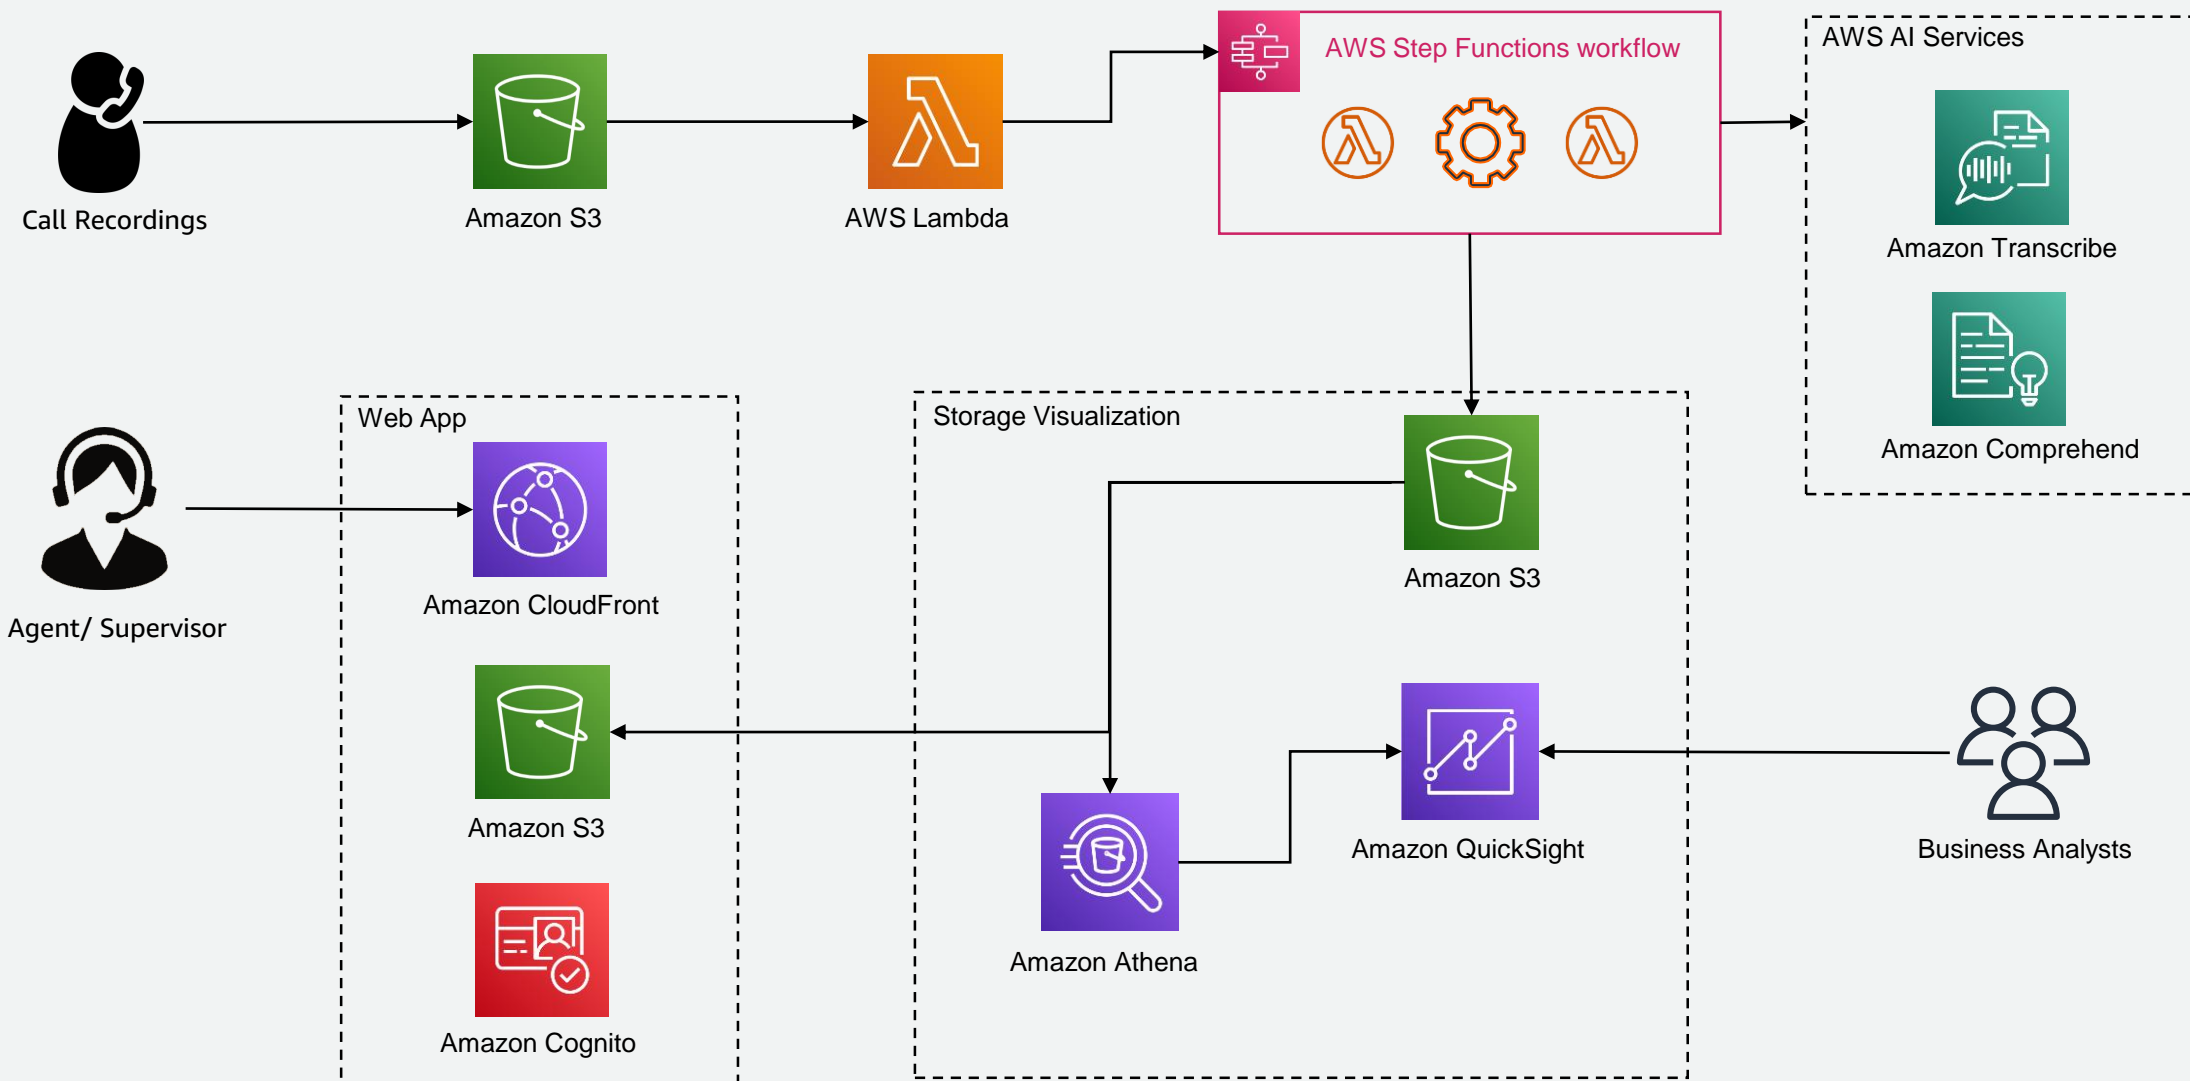 AWS Step Functions workflow
AWS AI Services
Call Recordings
Amazon S3
AWS Lambda
Amazon Transcribe
Amazon Comprehend
Web App
Storage Visualization
Amazon CloudFront
Agent/ Supervisor
Amazon S3
Amazon S3
Amazon QuickSight
Business Analysts
Amazon Athena
Amazon Cognito